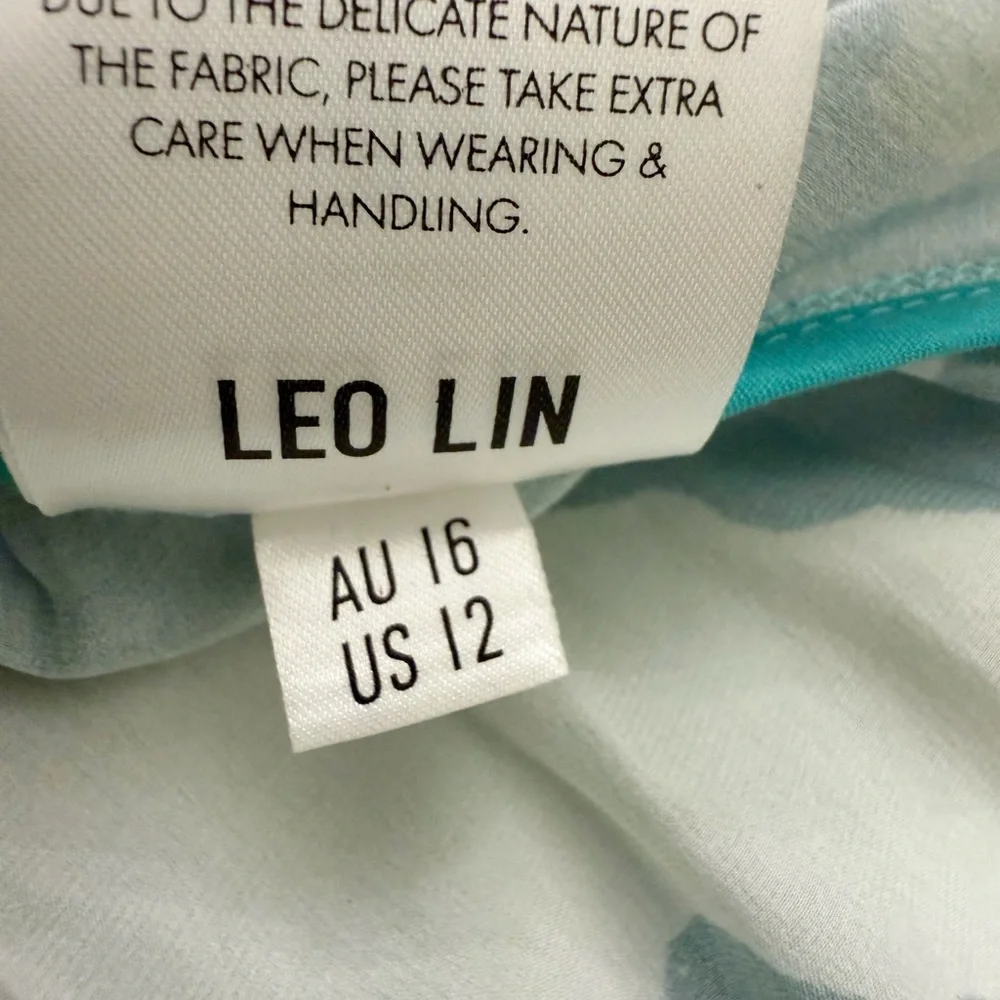 DUE TO THE DELICATE NATURE OF
THE FABRIC, PLEASE TAKE EXTRA
CARE WHEN WEARING &
HANDLING.
LEO LIN
AU 16
US 12